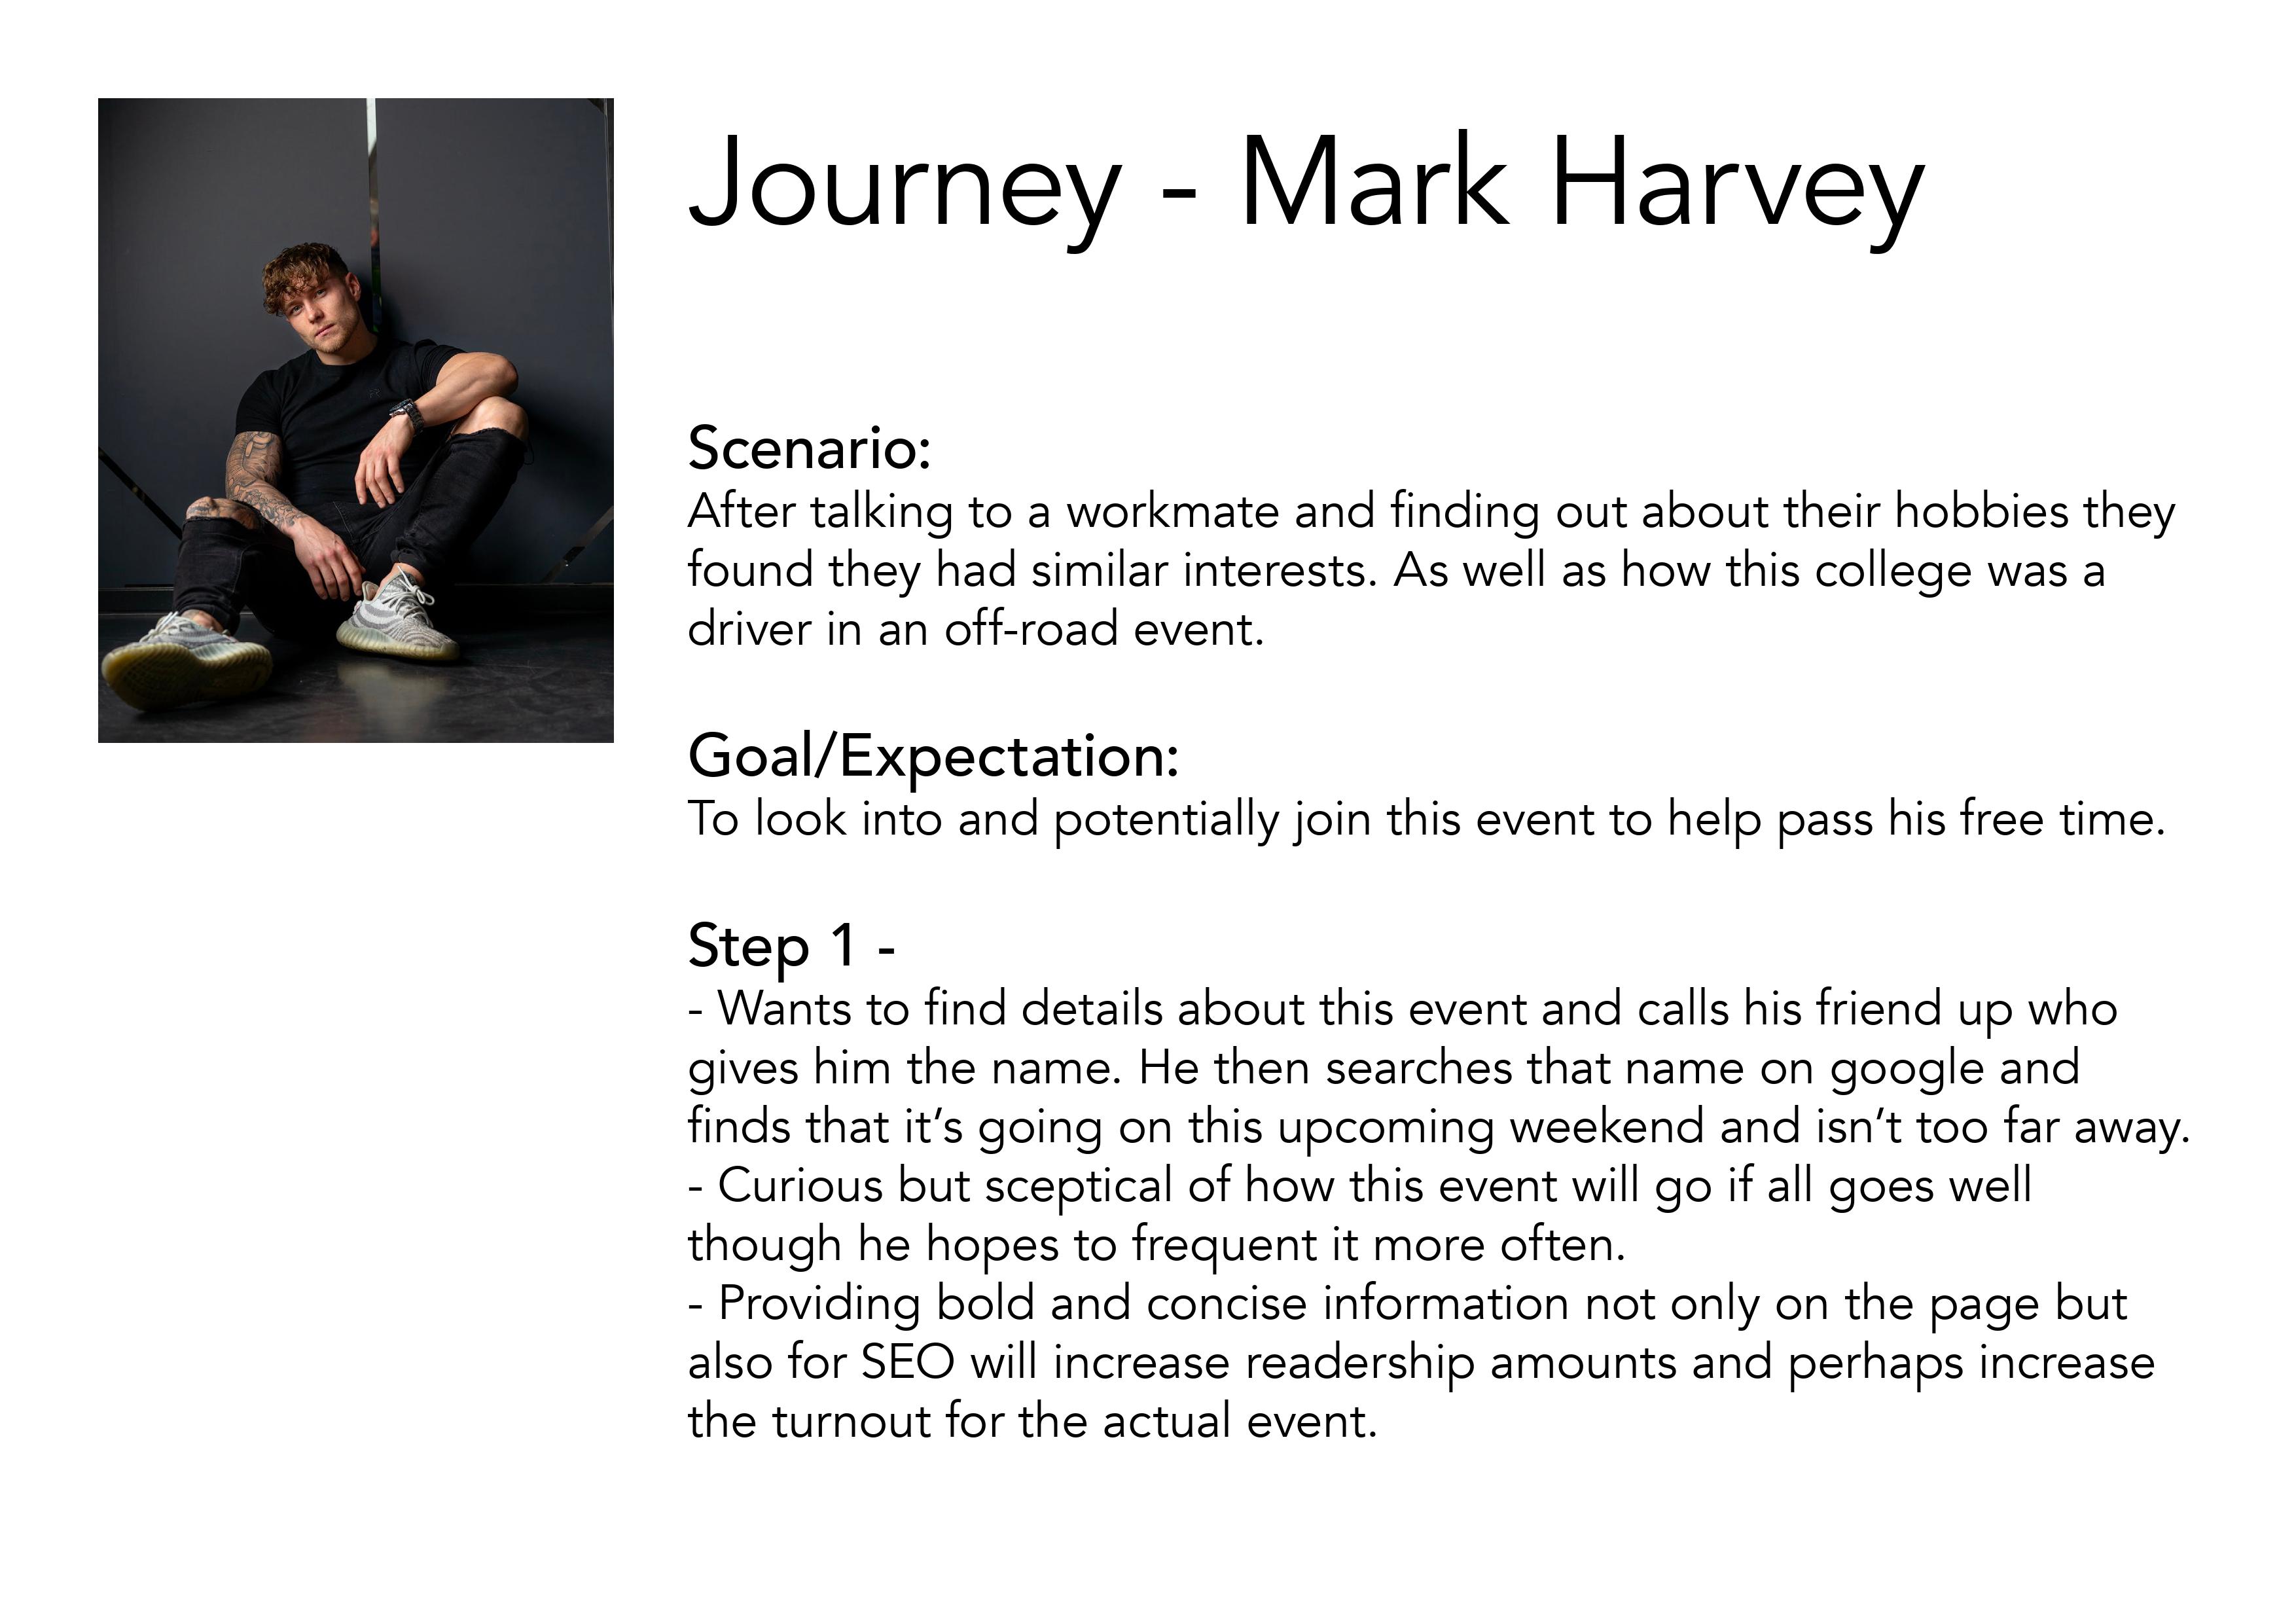 Journey - Mark Harvey
Scenario:
After talking to a workmate and finding out about their hobbies they
found they had similar interests. As well as how this college was a
driver in an off-road event.
Goal/Expectation:
To look into and potentially join this event to help pass his free time.
Step 1 -
- Wants to find details about this event and calls his friend up who
gives him the name. He then searches that name on google and
finds that it’s going on this upcoming weekend and isn’t too far away.
- Curious but sceptical of how this event will go if all goes well
though he hopes to frequent it more often.
- Providing bold and concise information not only on the page but
also for SEO will increase readership amounts and perhaps increase
the turnout for the actual event.